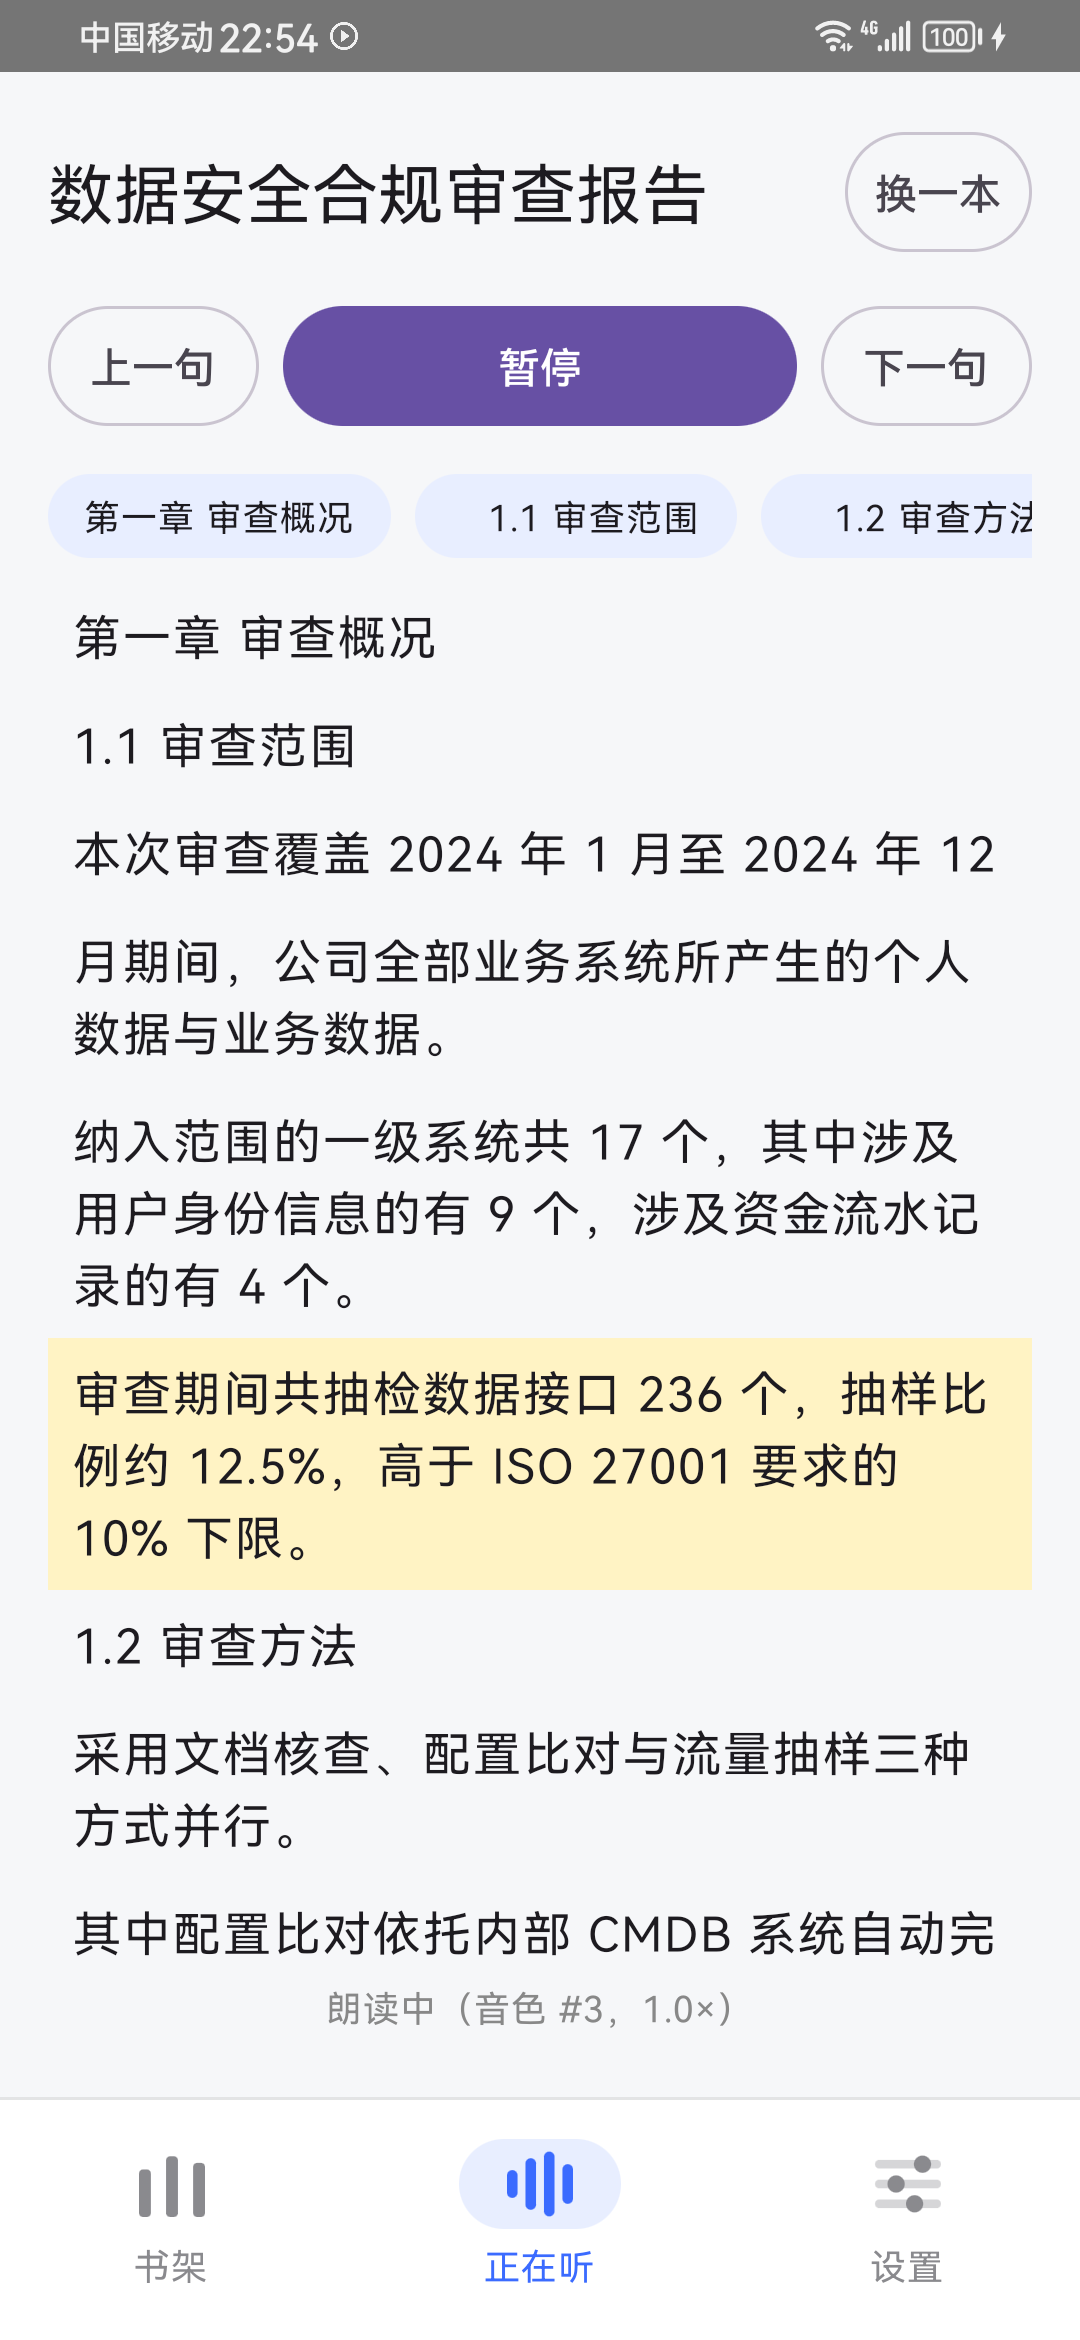 中国移动 22:54
4G 100
数据安全合规审查报告
换一本
上一句 暂停 下一句
第一章 审查概况 1.1 审查范围 1.2 审查方法
第一章 审查概况
1.1 审查范围
本次审查覆盖 2024 年 1 月至 2024 年 12
月期间，公司全部业务系统所产生的个人
数据与业务数据。
纳入范围的一级系统共 17 个，其中涉及
用户身份信息的有 9 个，涉及资金流水记
录的有 4 个。
审查期间共抽检数据接口 236 个，抽样比
例约 12.5%，高于 ISO 27001 要求的
10% 下限。
1.2 审查方法
采用文档核查、配置比对与流量抽样三种
方式并行。
其中配置比对依托内部 CMDB 系统自动完
朗读中（音色 #3，1.0×）
书架 正在听 设置